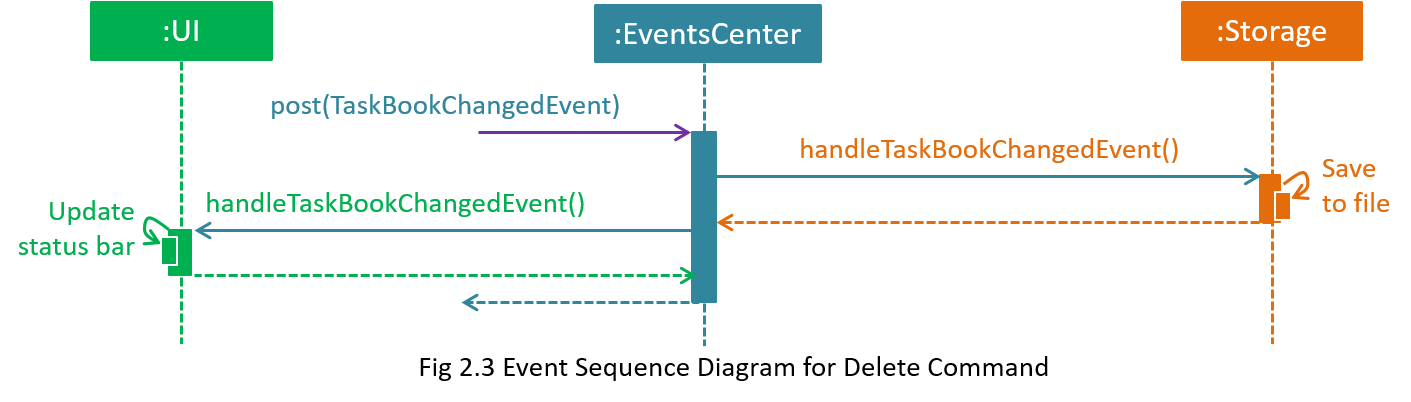 :UI
:EventsCenter
:Storage
post(TaskBookChangedEvent)
handleTaskBookChangedEvent()
Save
to file
handleTaskBookChangedEvent()
Update
status bar
Fig 2.3 Event Sequence Diagram for Delete Command